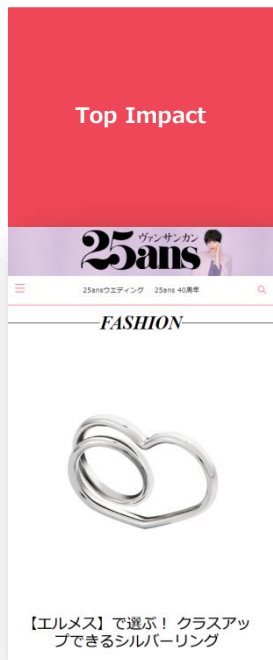 Top Impact
ヴァンサンカン
25ans
25ansウエディング 25ans 40周年
FASHION
【エルメス】で選ぶ！ クラスアッ
プできるシルバーリング